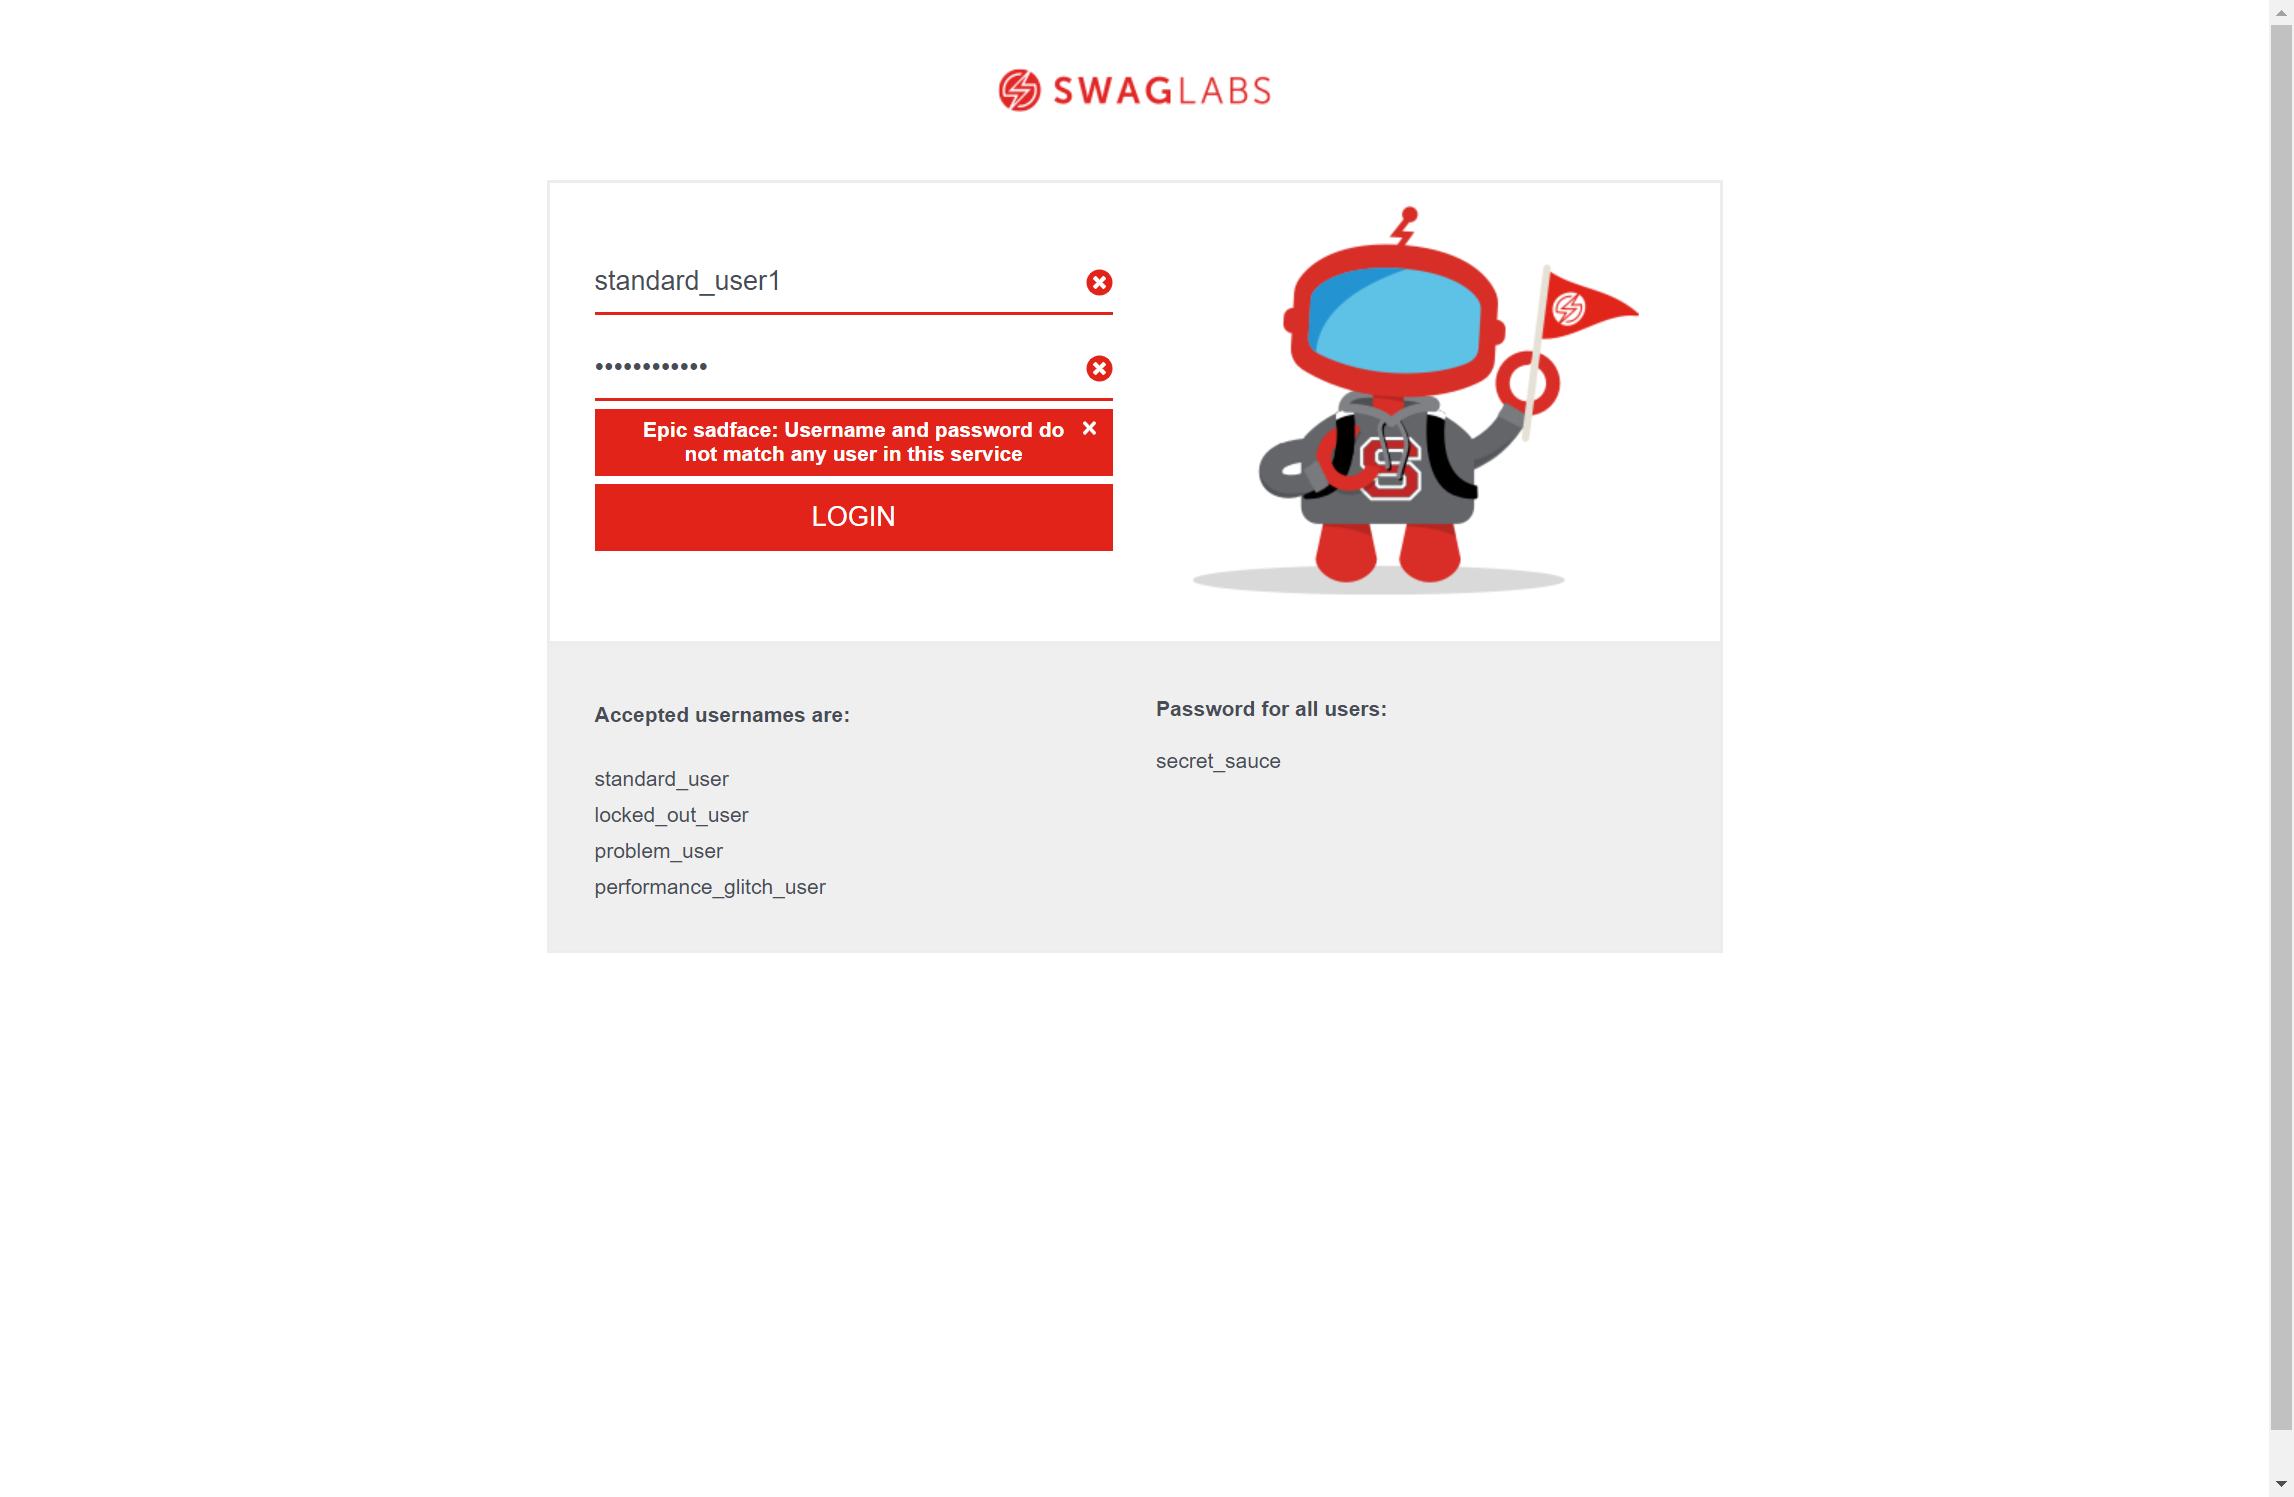 SWAGLABS
standard_user1
••••••••••••
Epic sadface: Username and password do
not match any user in this service
LOGIN
S
Accepted usernames are:
standard_user
locked_out_user
problem_user
performance_glitch_user
Password for all users:
secret_sauce